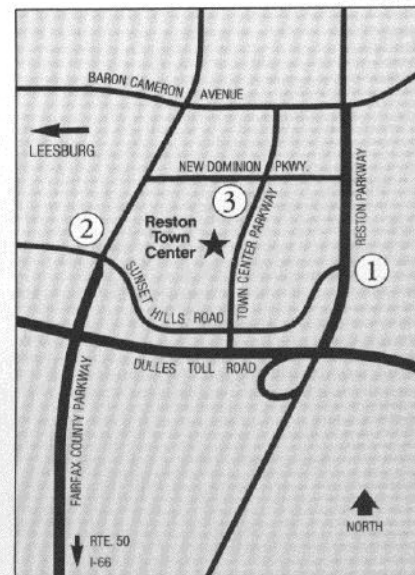 BARON CAMERON AVENUE
LEESBURG
NEW DOMINION PKWY.
3
2
Reston
Town
Center
SUNSET HILLS ROAD
TOWN CENTER PARKWAY
RESTON PARKWAY
1
DULLES TOLL ROAD
FAIRFAX COUNTY PARKWAY
NORTH
RTE. 50
I-66